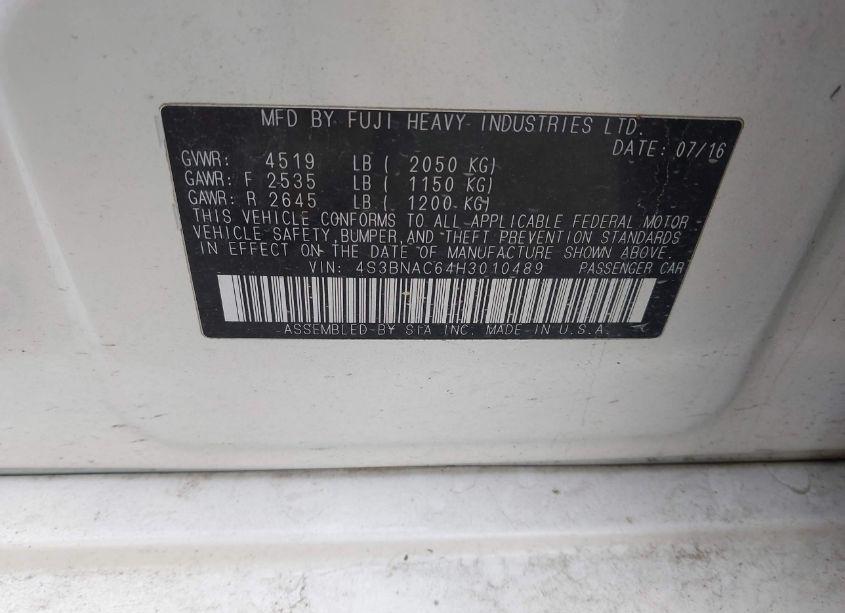 MFD BY FUJI HEAVY INDUSTRIES LTD.
DATE: 07/16
GVWR: 4519 LB ( 2050 KG)
GAWR: F 2535 LB ( 1150 KG)
GAWR: R 2645 LB ( 1200 KG)
THIS VEHICLE CONFORMS TO ALL APPLICABLE FEDERAL MOTOR
VEHICLE SAFETY, BUMPER, AND THEFT PREVENTION STANDARDS
IN EFFECT ON THE DATE OF MANUFACTURE SHOWN ABOVE.
VIN: 4S3BNAC64H3010489 PASSENGER CAR
ASSEMBLED BY SIA INC. MADE IN U.S.A.